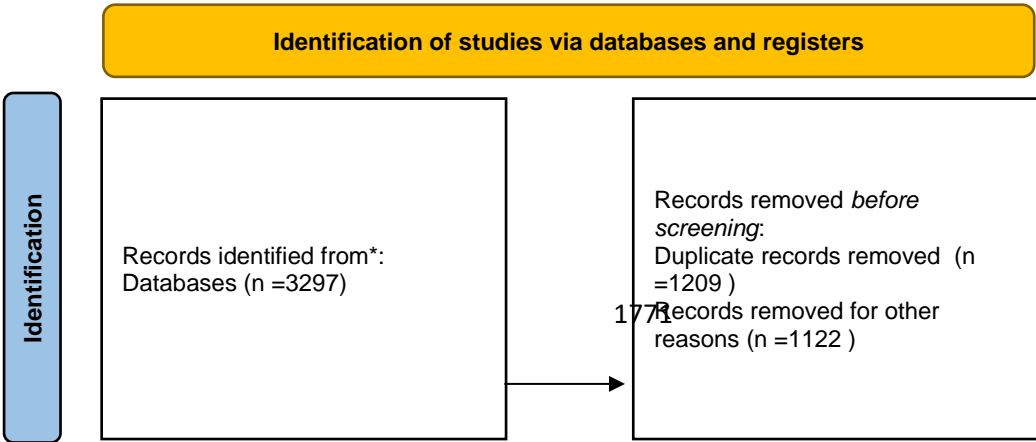 Identification of studies via databases and registers
Identification
Records identified from*:
Databases (n =3297)
Records removed before
screening:
Duplicate records removed  (n
=1209 )
1771
Records removed for other
reasons (n =1122 )